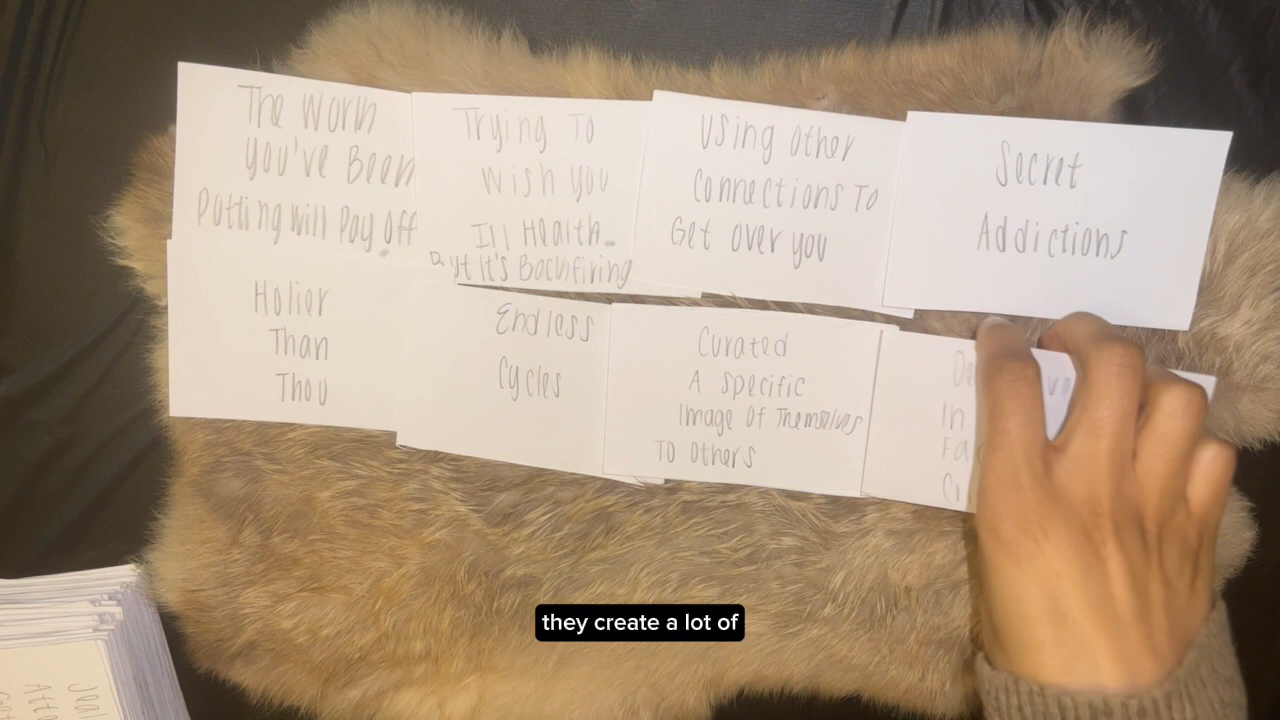 The Worth
You've Been
Putting Will Pay Off
Trying To
Wish You
Ill Health
But It's Backfiring
Using Other
Connections To
Get Over You
Secret
Addictions
Holier
Than
Thou
Endless
Cycles
Curated
A Specific
Image Of Themselves
To Others
In
they create a lot of